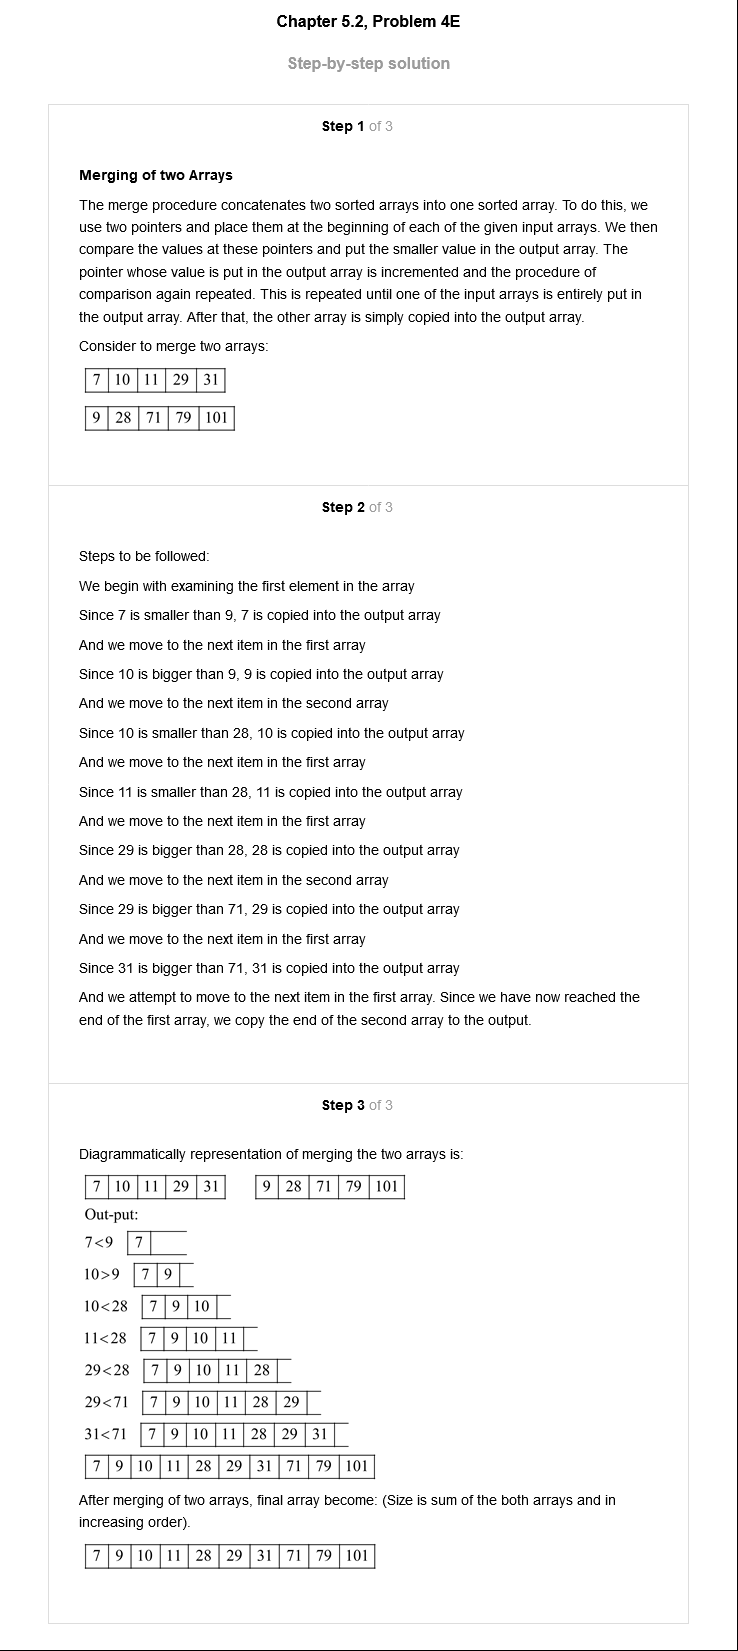 Chapter 5.2, Problem 4E
Step-by-step solution
Step 1 of 3
Merging of two Arrays
The merge procedure concatenates two sorted arrays into one sorted array. To do this, we
use two pointers and place them at the beginning of each of the given input arrays. We then
compare the values at these pointers and put the smaller value in the output array. The
pointer whose value is put in the output array is incremented and the procedure of
comparison again repeated. This is repeated until one of the input arrays is entirely put in
the output array. After that, the other array is simply copied into the output array.
Consider to merge two arrays:
7 10 11 29 31
9 28 71 79 101
Step 2 of 3
Steps to be followed:
We begin with examining the first element in the array
Since 7 is smaller than 9, 7 is copied into the output array
And we move to the next item in the first array
Since 10 is bigger than 9, 9 is copied into the output array
And we move to the next item in the second array
Since 10 is smaller than 28, 10 is copied into the output array
And we move to the next item in the first array
Since 11 is smaller than 28, 11 is copied into the output array
And we move to the next item in the first array
Since 29 is bigger than 28, 28 is copied into the output array
And we move to the next item in the second array
Since 29 is bigger than 71, 29 is copied into the output array
And we move to the next item in the first array
Since 31 is bigger than 71, 31 is copied into the output array
And we attempt to move to the next item in the first array. Since we have now reached the
end of the first array, we copy the end of the second array to the output.
Step 3 of 3
Diagrammatically representation of merging the two arrays is:
7 10 11 29 31 9 28 71 79 101
Out-put:
7<9 7
10>9 7 9
10<28 7 9 10
11<28 7 9 10 11
29<28 7 9 10 11 28
29<71 7 9 10 11 28 29
31<71 7 9 10 11 28 29 31
7 9 10 11 28 29 31 71 79 101
After merging of two arrays, final array become: (Size is sum of the both arrays and in
increasing order).
7 9 10 11 28 29 31 71 79 101